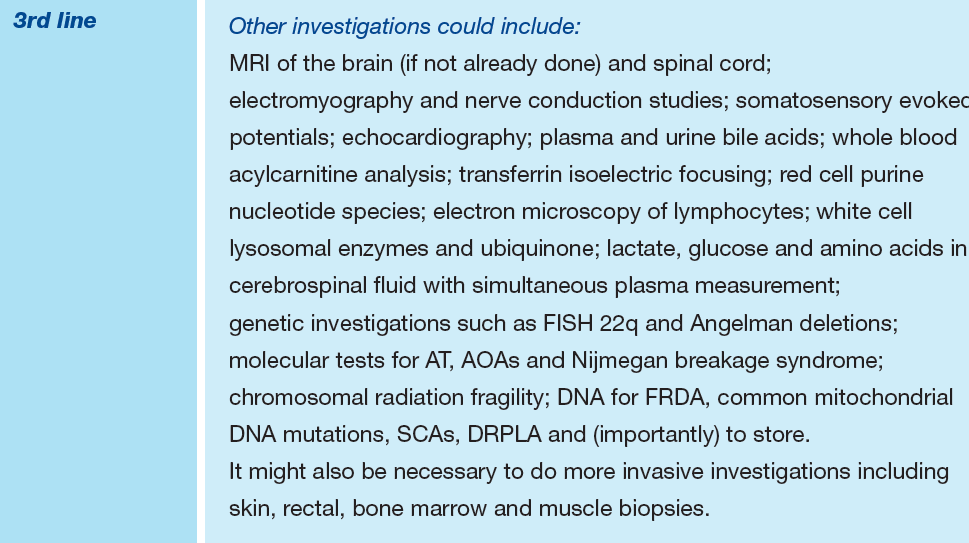 3rd line
Other investigations could include:
MRI of the brain (if not already done) and spinal cord;
electromyography and nerve conduction studies; somatosensory evoked
potentials; echocardiography; plasma and urine bile acids; whole blood
acylcarnitine analysis; transferrin isoelectric focusing; red cell purine
nucleotide species; electron microscopy of lymphocytes; white cell
lysosomal enzymes and ubiquinone; lactate, glucose and amino acids in
cerebrospinal fluid with simultaneous plasma measurement;
genetic investigations such as FISH 22q and Angelman deletions;
molecular tests for AT, AOAs and Nijmegan breakage syndrome;
chromosomal radiation fragility; DNA for FRDA, common mitochondrial
DNA mutations, SCAs, DRPLA and (importantly) to store.
It might also be necessary to do more invasive investigations including
skin, rectal, bone marrow and muscle biopsies.